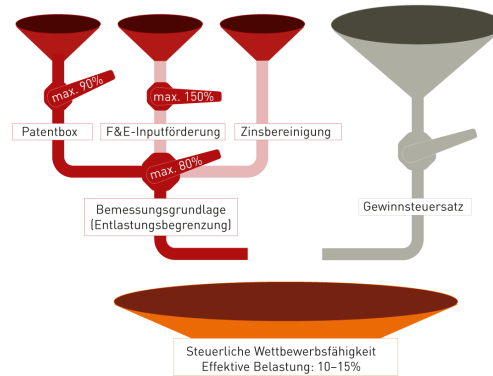 max. 90%
max. 150%
Patentbox
F&E-Inputförderung
Zinsbereinigung
max. 80%
Bemessungsgrundlage
(Entlastungsbegrenzung)
Gewinnsteuersatz
Steuerliche Wettbewerbsfähigkeit
Effektive Belastung: 10–15%